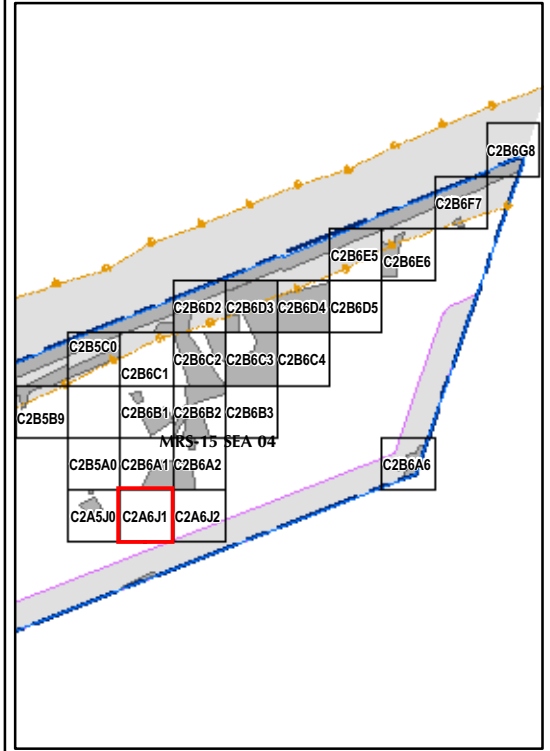 C2B6G8
C2B6F7
C2B6E5
C2B6E6
C2B6D2 C2B6D3 C2B6D4 C2B6D5
C2B5C0
C2B6C1 C2B6C2 C2B6C3 C2B6C4
C2B5B9 C2B6B1 C2B6B2 C2B6B3
MRS-15 SEA 04
C2B5A0 C2B6A1 C2B6A2 C2B6A6
C2A5J0 C2A6J1 C2A6J2